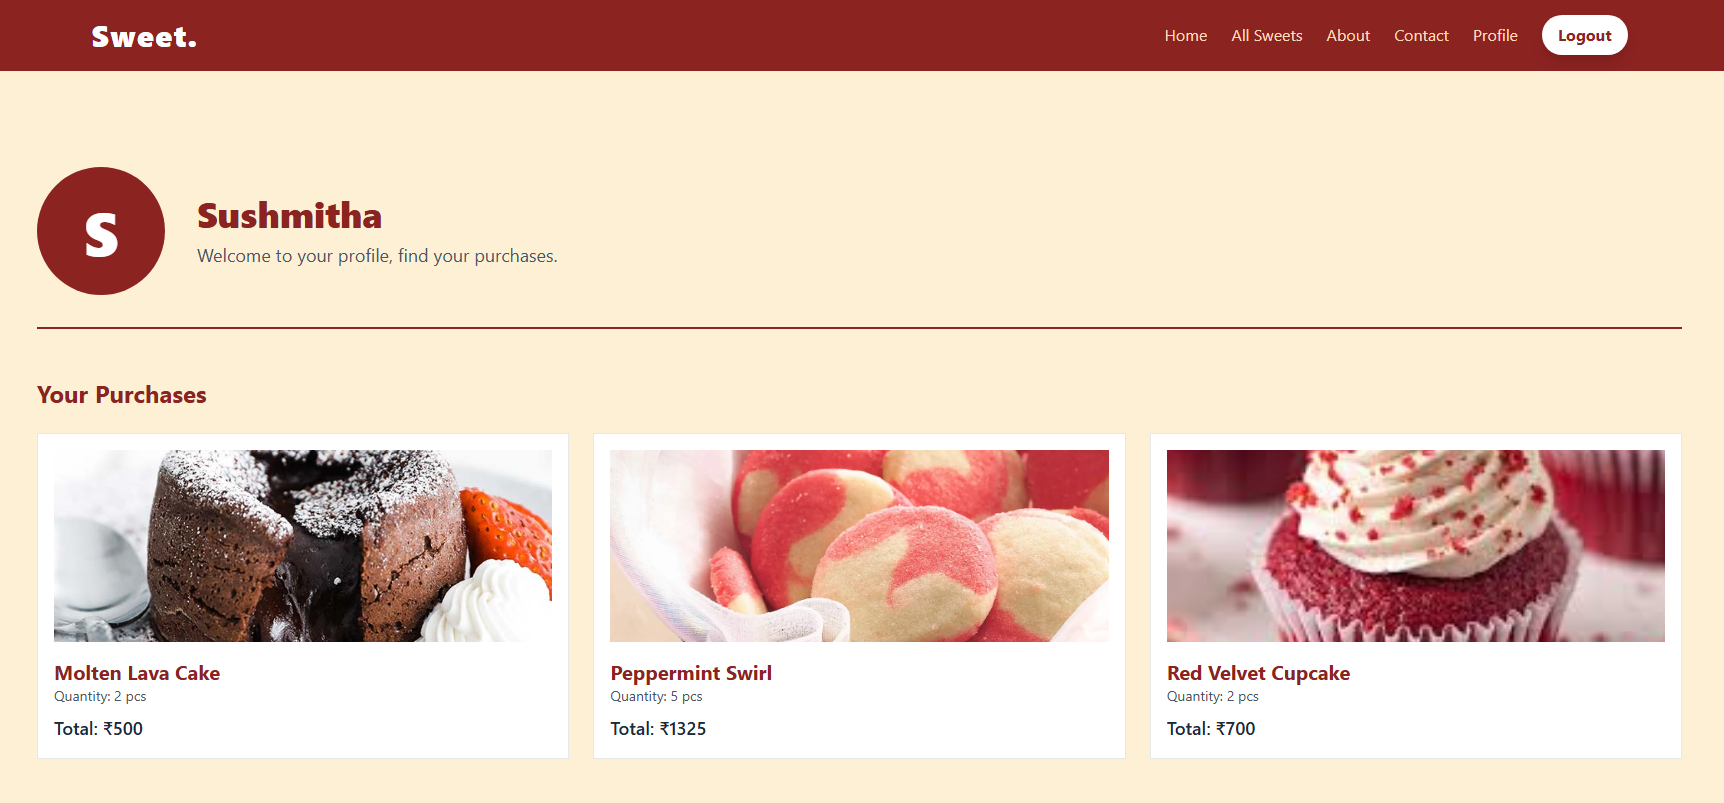 Sweet.
Home All Sweets About Contact Profile Logout
S
Sushmitha
Welcome to your profile, find your purchases.
Your Purchases
Molten Lava Cake
Quantity: 2 pcs
Total: ₹500
Peppermint Swirl
Quantity: 5 pcs
Total: ₹1325
Red Velvet Cupcake
Quantity: 2 pcs
Total: ₹700